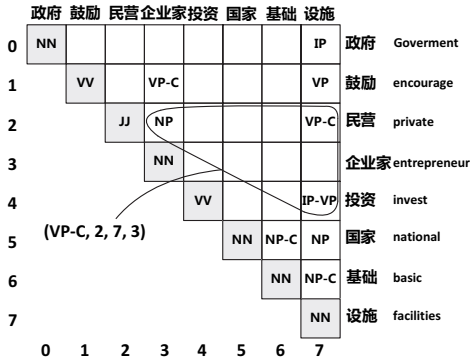 政府 鼓励 民营 企业家 投资 国家 基础 设施
0 NN IP 政府 Goverment
1 VV VP-C VP 鼓励 encourage
2 JJ NP VP-C 民营 private
3 NN 企业家 entrepreneur
4 VV IP-VP 投资 invest
(VP-C, 2, 7, 3)
5 NN NP-C NP 国家 national
6 NN NP-C 基础 basic
7 NN 设施 facilities
0 1 2 3 4 5 6 7